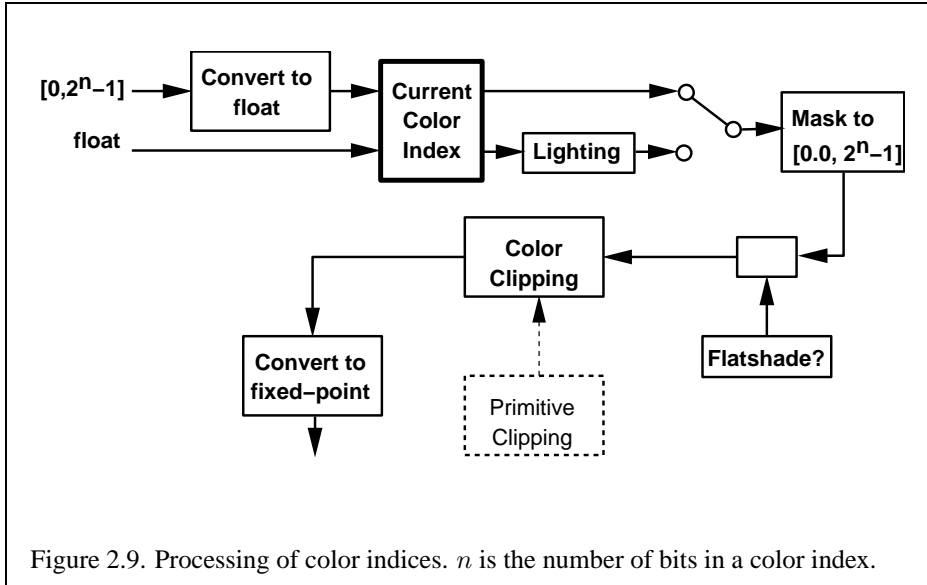 [0,2ⁿ−1]
Convert to
float
float
Current
Color
Index
Lighting
Mask to
[0.0, 2ⁿ−1]
Color
Clipping
Flatshade?
Convert to
fixed−point
Primitive
Clipping
Figure 2.9. Processing of color indices. n is the number of bits in a color index.